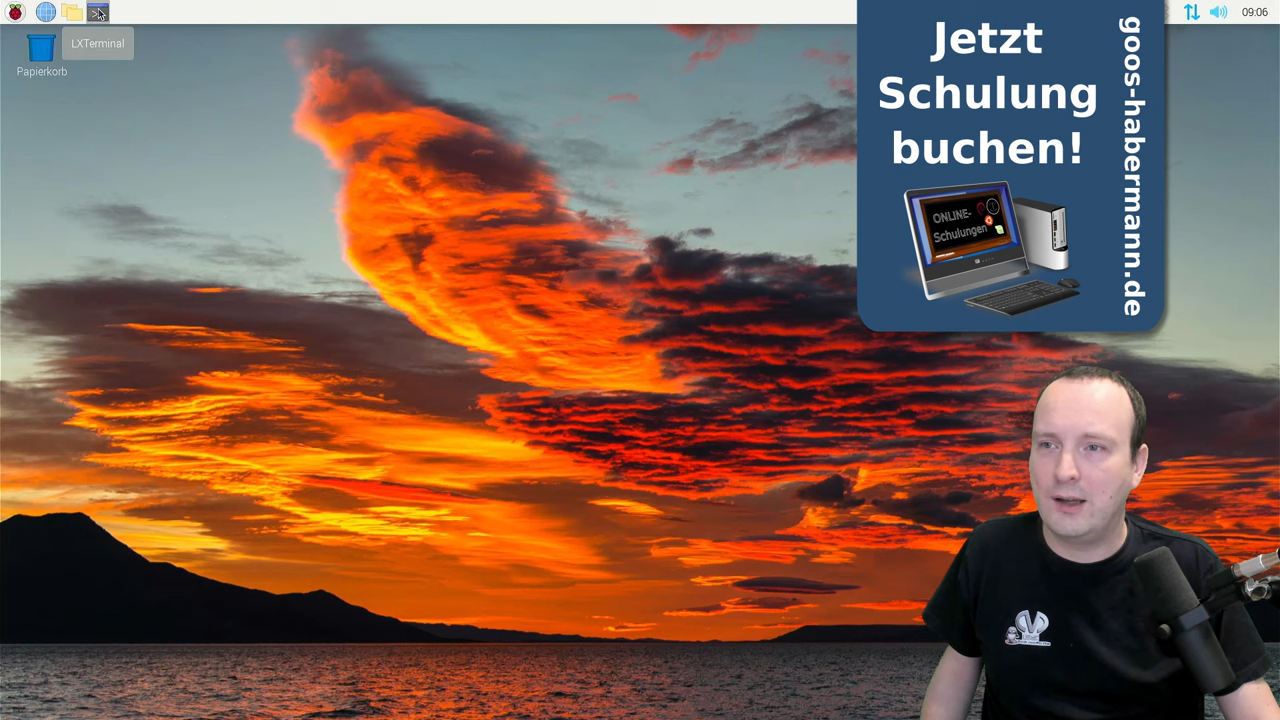 09:06
LXTerminal
Papierkorb
Jetzt
Schulung
buchen!
goos-habermann.de
ONLINE-
Schulungen